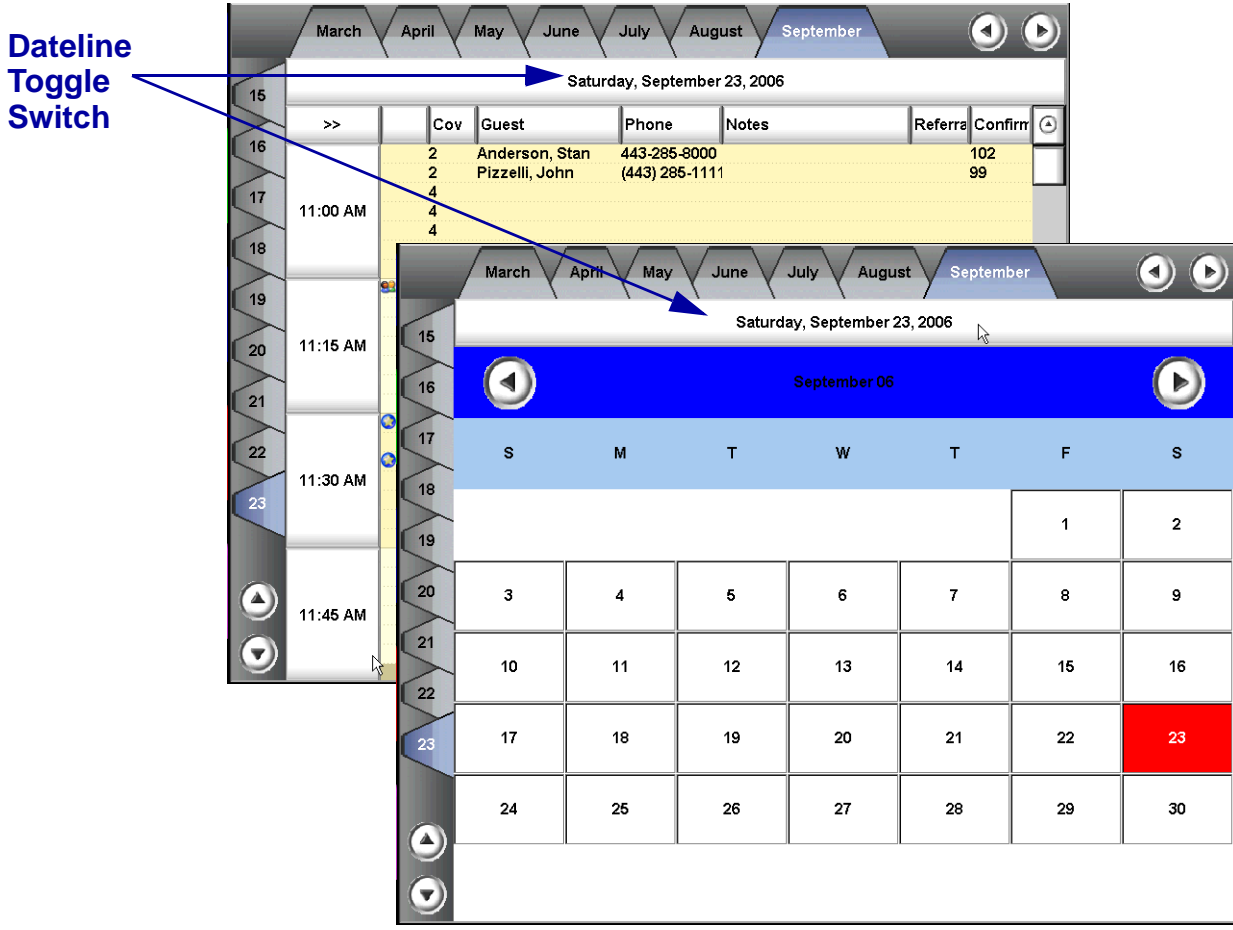 Dateline
Toggle
Switch
March April May June July August September
Saturday, September 23, 2006
15
16
17
18
19
20
21
22
23
>> Cov Guest Phone Notes Referra Confirm
11:00 AM
2 Anderson, Stan 443-285-8000 102
2 Pizzelli, John (443) 285-1111 99
4
4
4
11:15 AM
11:30 AM
11:45 AM
March April May June July August September
Saturday, September 23, 2006
15
16
17
18
19
20
21
22
23
September 06
S M T W T F S
1 2
3 4 5 6 7 8 9
10 11 12 13 14 15 16
17 18 19 20 21 22 23
24 25 26 27 28 29 30